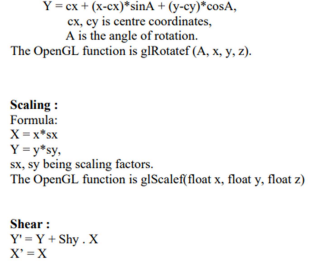 Y = cx + (x-cx)*sinA + (y-cy)*cosA,
cx, cy is centre coordinates,
A is the angle of rotation.
The OpenGL function is glRotatef (A, x, y, z).
Scaling :
Formula:
X = x*sx
Y = y*sy,
sx, sy being scaling factors.
The OpenGL function is glScalef(float x, float y, float z)
Shear :
Y' = Y + Shy . X
X' = X